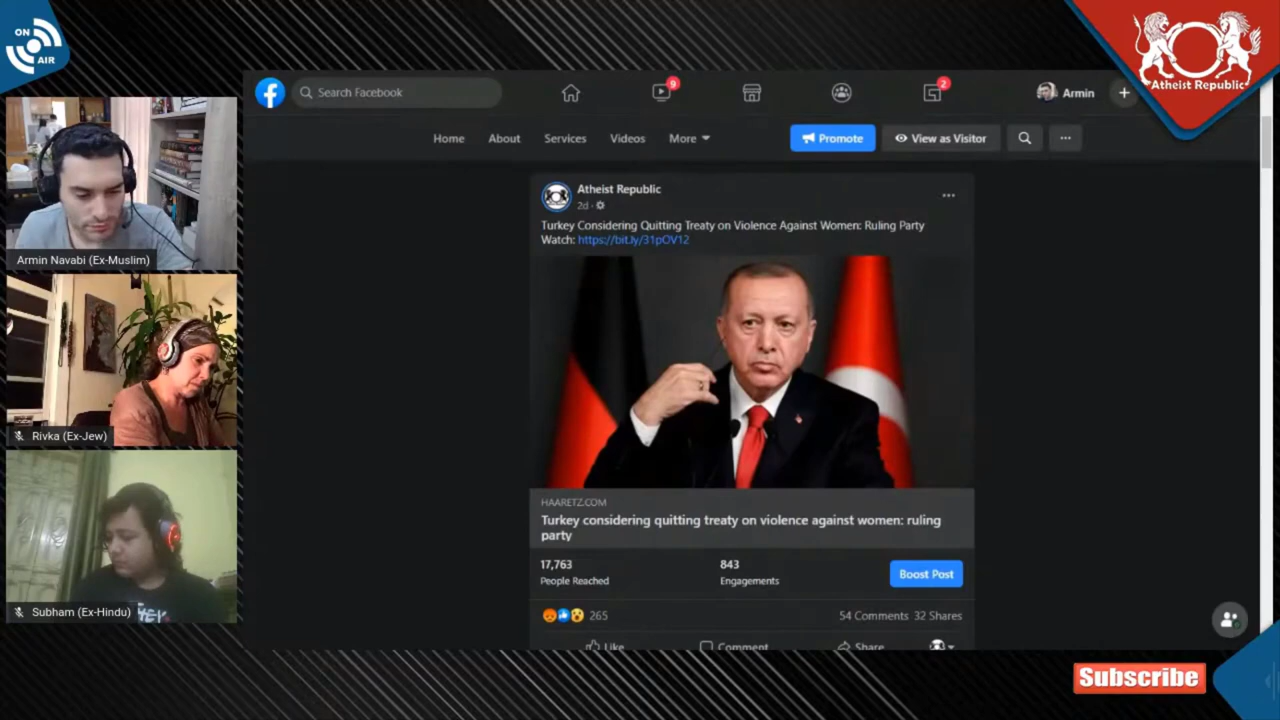 ON
AIR
Atheist Republic
Search Facebook
9
2
Armin
Home
About
Services
Videos
More
Promote
View as Visitor
Atheist Republic
2d
Turkey Considering Quitting Treaty on Violence Against Women: Ruling Party
Watch: https://bit.ly/31pOV12
HAARETZ.COM
Turkey considering quitting treaty on violence against women: ruling
party
17,763
People Reached
843
Engagements
Boost Post
265
54 Comments 32 Shares
Like
Comment
Share
Armin Navabi (Ex-Muslim)
Rivka (Ex-Jew)
Subham (Ex-Hindu)
Subscribe